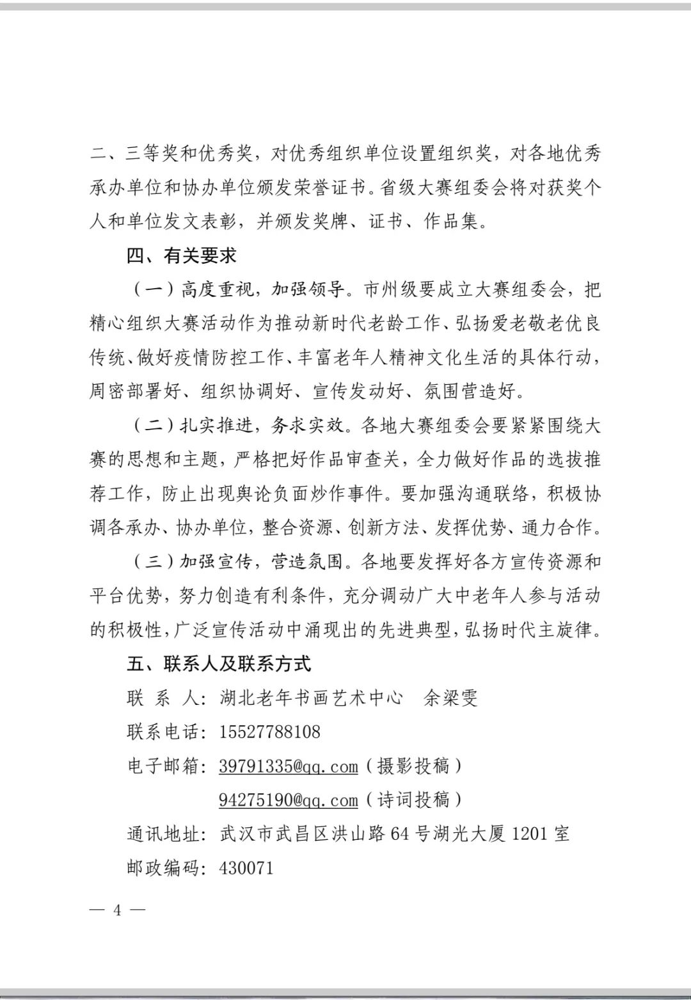 二、三等奖和优秀奖，对优秀组织单位设置组织奖，对各地优秀
承办单位和协办单位颁发荣誉证书。省级大赛组委会将对获奖个
人和单位发文表彰，并颁发奖牌、证书、作品集。
四、有关要求
（一）高度重视，加强领导。市州级要成立大赛组委会，把
精心组织大赛活动作为推动新时代老龄工作、弘扬爱老敬老优良
传统、做好疫情防控工作、丰富老年人精神文化生活的具体行动，
周密部署好、组织协调好、宣传发动好、氛围营造好。
（二）扎实推进，务求实效。各地大赛组委会要紧紧围绕大
赛的思想和主题，严格把好作品审查关，全力做好作品的选拔推
荐工作，防止出现舆论负面炒作事件。要加强沟通联络，积极协
调各承办、协办单位，整合资源、创新方法、发挥优势、通力合作。
（三）加强宣传，营造氛围。各地要发挥好各方宣传资源和
平台优势，努力创造有利条件，充分调动广大中老年人参与活动
的积极性，广泛宣传活动中涌现出的先进典型，弘扬时代主旋律。
五、联系人及联系方式
联 系 人：湖北老年书画艺术中心 余梁雯
联系电话：15527788108
电子邮箱：39791335@qq.com（摄影投稿）
94275190@qq.com（诗词投稿）
通讯地址：武汉市武昌区洪山路 64 号湖光大厦 1201 室
邮政编码：430071
— 4 —